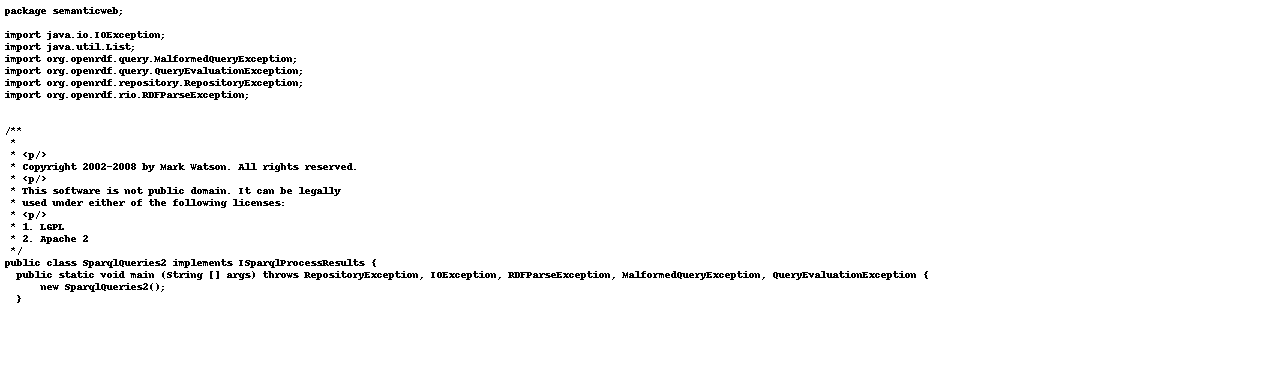 package semanticweb;

import java.io.IOException;
import java.util.List;
import org.openrdf.query.MalformedQueryException;
import org.openrdf.query.QueryEvaluationException;
import org.openrdf.repository.RepositoryException;
import org.openrdf.rio.RDFParseException;


/**
 *
 * <p/>
 * Copyright 2002-2008 by Mark Watson. All rights reserved.
 * <p/>
 * This software is not public domain. It can be legally
 * used under either of the following licenses:
 * <p/>
 * 1. LGPL
 * 2. Apache 2
 */
public class SparqlQueries2 implements ISparqlProcessResults {
  public static void main (String [] args) throws RepositoryException, IOException, RDFParseException, MalformedQueryException, QueryEvaluationException {
      new SparqlQueries2();
  }